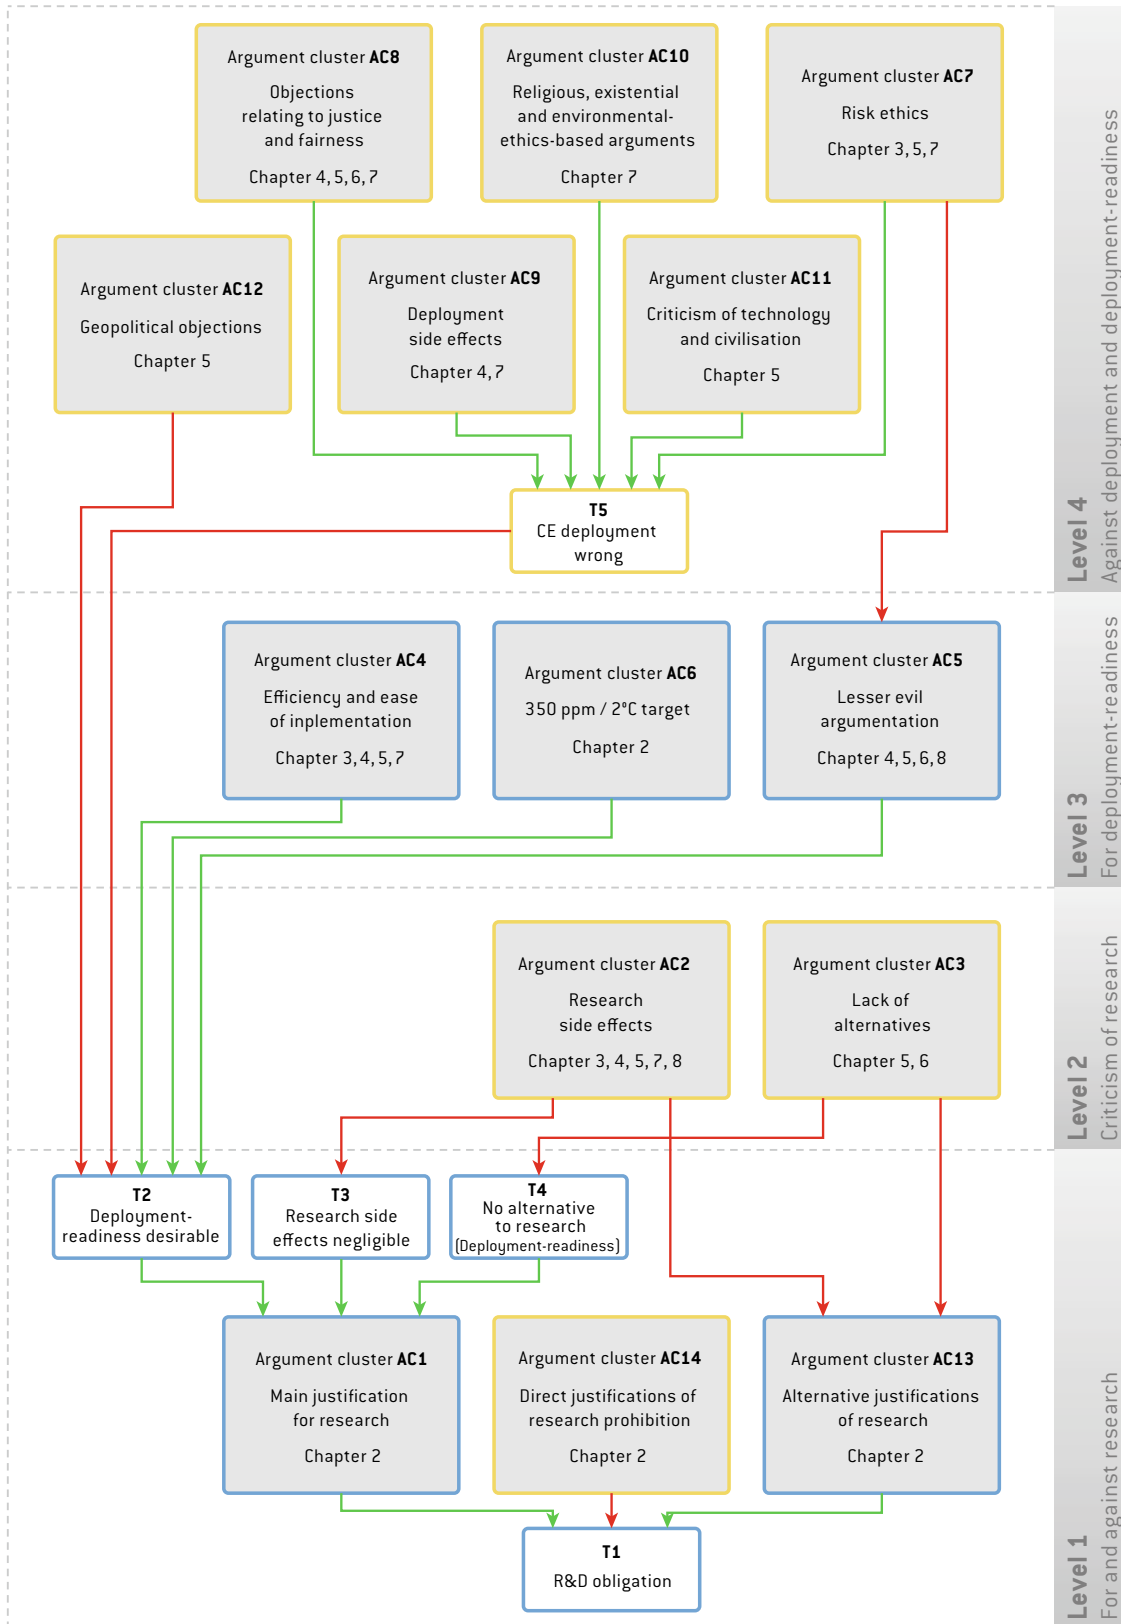 Argument cluster AC8
Objections
relating to justice
and fairness
Chapter 4, 5, 6, 7
Argument cluster AC10
Religious, existential
and environmental-
ethics-based arguments
Chapter 7
Argument cluster AC7
Risk ethics
Chapter 3, 5, 7
Argument cluster AC12
Geopolitical objections
Chapter 5
Argument cluster AC9
Deployment
side effects
Chapter 4, 7
Argument cluster AC11
Criticism of technology
and civilisation
Chapter 5
T5
CE deployment
wrong
Level 4
Against deployment and deployment-readiness
Argument cluster AC4
Efficiency and ease
of inplementation
Chapter 3, 4, 5, 7
Argument cluster AC6
350 ppm / 2°C target
Chapter 2
Argument cluster AC5
Lesser evil
argumentation
Chapter 4, 5, 6, 8
Level 3
For deployment-readiness
Argument cluster AC2
Research
side effects
Chapter 3, 4, 5, 7, 8
Argument cluster AC3
Lack of
alternatives
Chapter 5, 6
Level 2
Criticism of research
T2
Deployment-
readiness desirable
T3
Research side
effects negligible
T4
No alternative
to research
(Deployment-readiness)
Argument cluster AC1
Main justification
for research
Chapter 2
Argument cluster AC14
Direct justifications of
research prohibition
Chapter 2
Argument cluster AC13
Alternative justifications
of research
Chapter 2
T1
R&D obligation
Level 1
For and against research